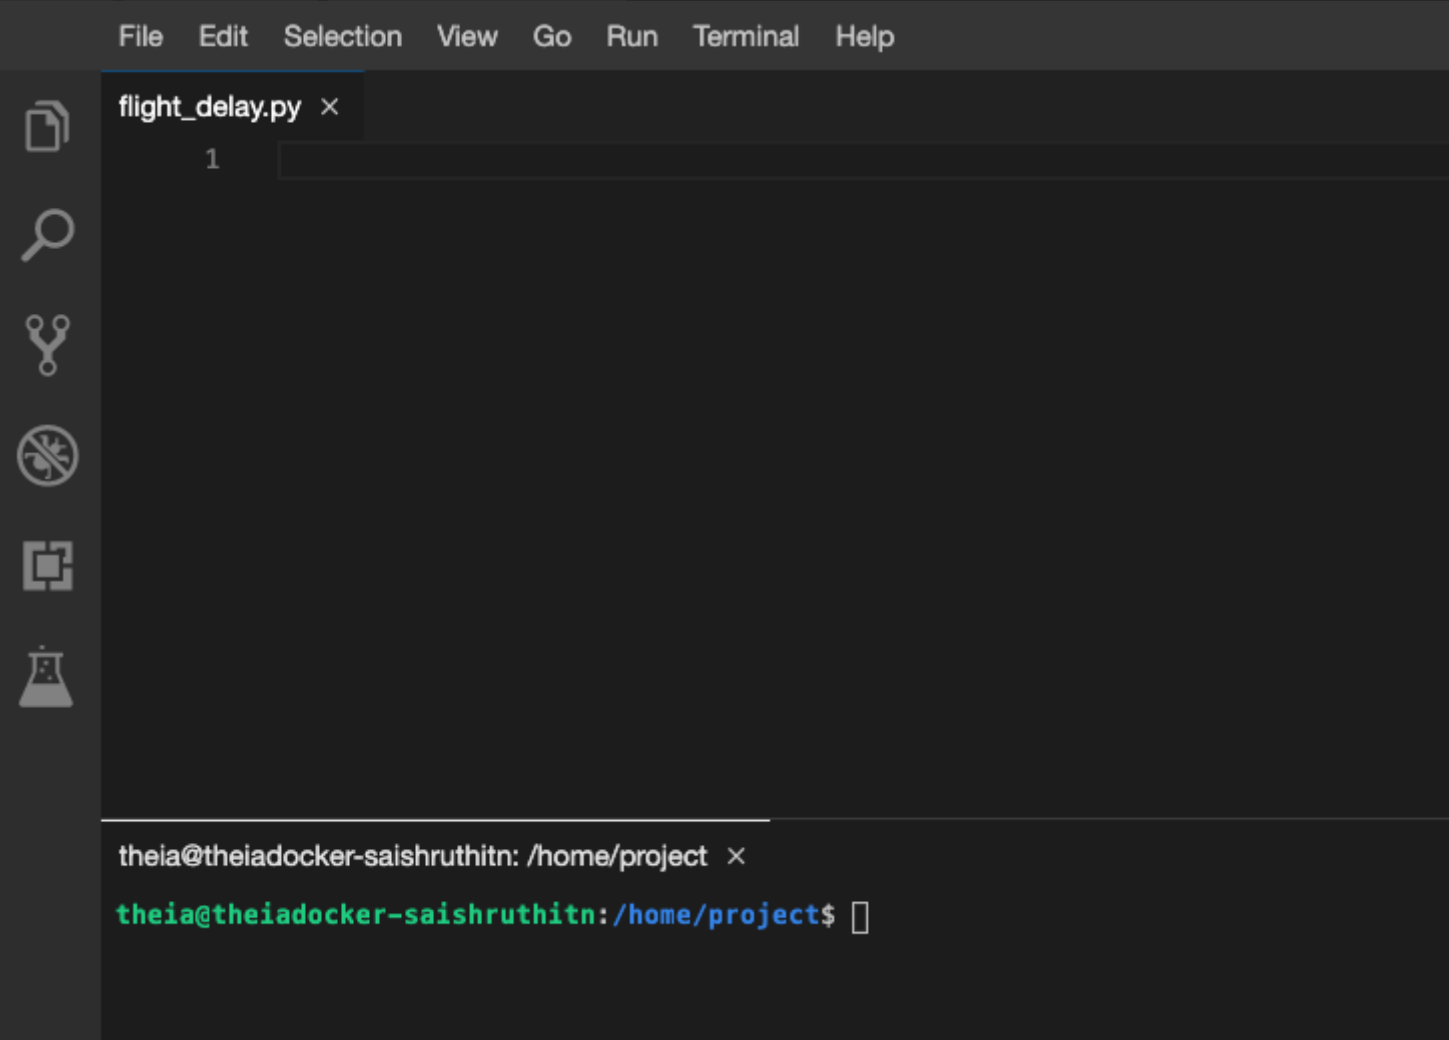 File Edit Selection View Go Run Terminal Help
flight_delay.py ×
1
theia@theiadocker-saishruthitn: /home/project ×
theia@theiadocker-saishruthitn:/home/project$